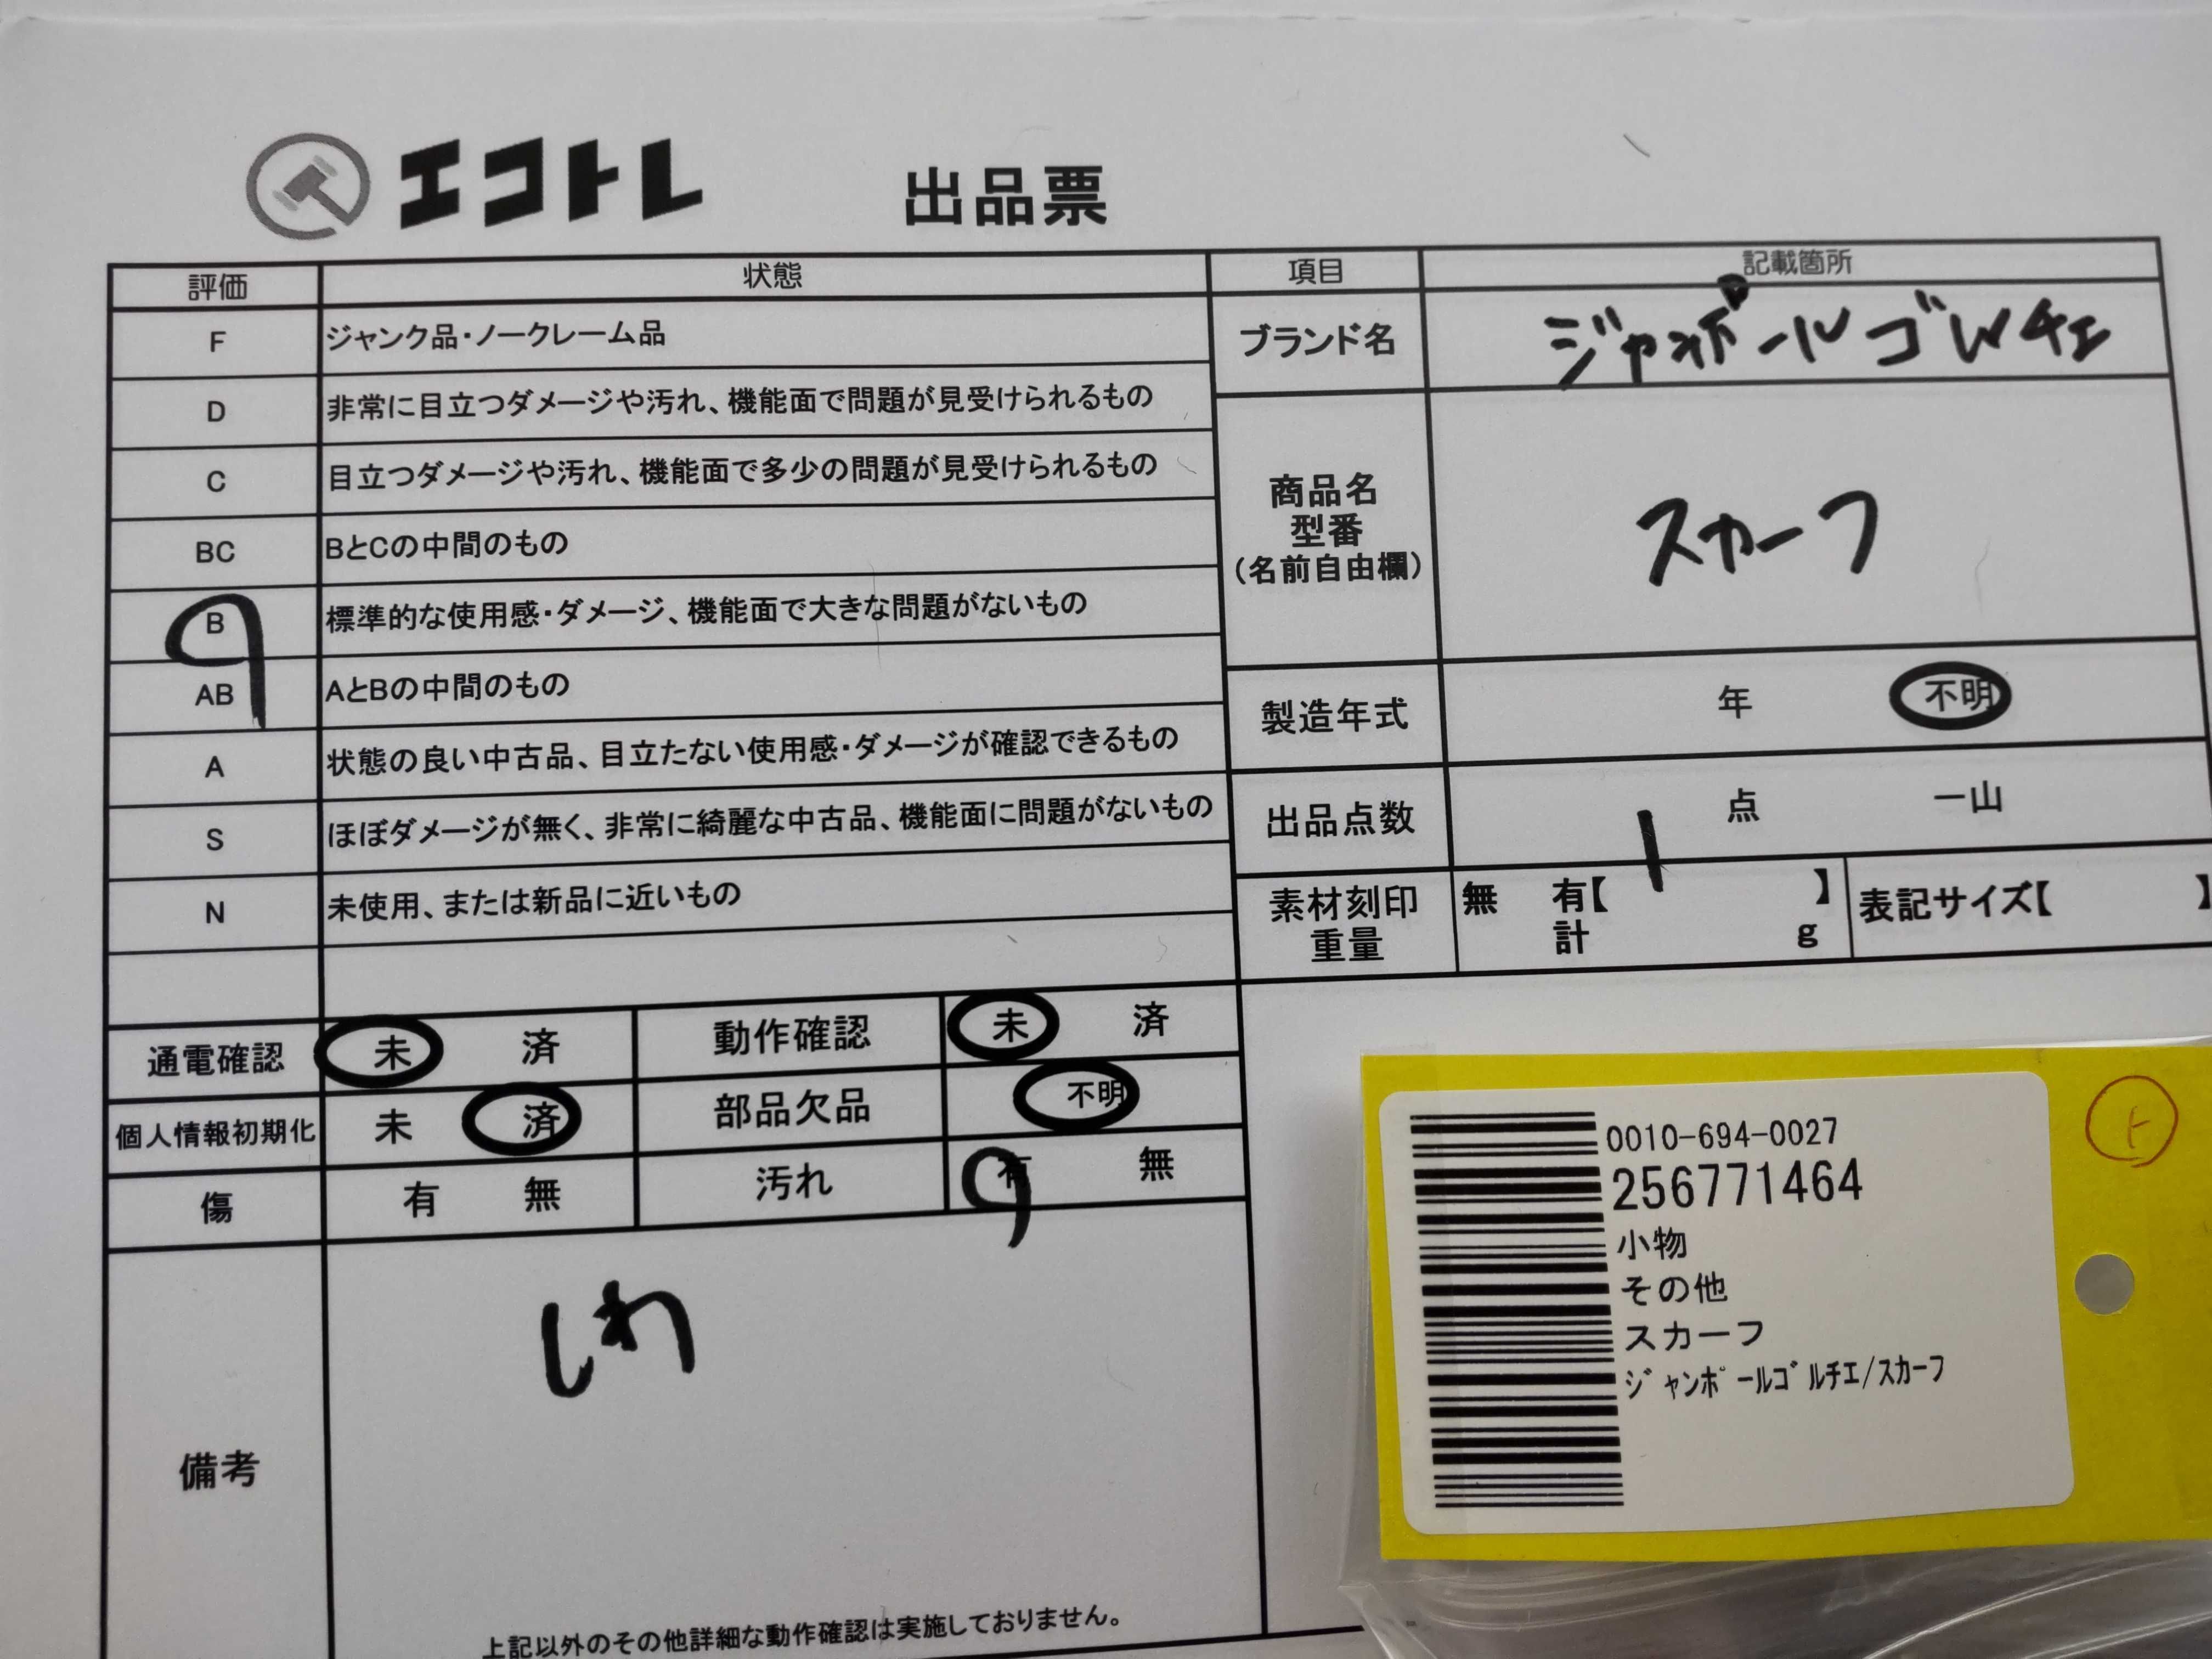 エコトレ 出品票
評価 状態
F ジャンク品・ノークレーム品
D 非常に目立つダメージや汚れ、機能面で問題が見受けられるもの
C 目立つダメージや汚れ、機能面で多少の問題が見受けられるもの
BC BとCの中間のもの
B 標準的な使用感・ダメージ、機能面で大きな問題がないもの
AB AとBの中間のもの
A 状態の良い中古品、目立たない使用感・ダメージが確認できるもの
S ほぼダメージが無く、非常に綺麗な中古品、機能面に問題がないもの
N 未使用、または新品に近いもの
項目 記載箇所
ブランド名 ジャンポールゴルチエ
商品名
型番
(名前自由欄)
スカーフ
製造年式 年 不明
出品点数 1 点 一山
素材刻印 無 有【 】 表記サイズ【 】
重量 計 g
通電確認 未 済 動作確認 未 済
個人情報初期化 未 済 部品欠品 不明
傷 有 無 汚れ 有 無
備考
しわ
上記以外のその他詳細な動作確認は実施しておりません。
0010-694-0027
256771464
小物
その他
スカーフ
ジャンポールゴルチエ/スカーフ